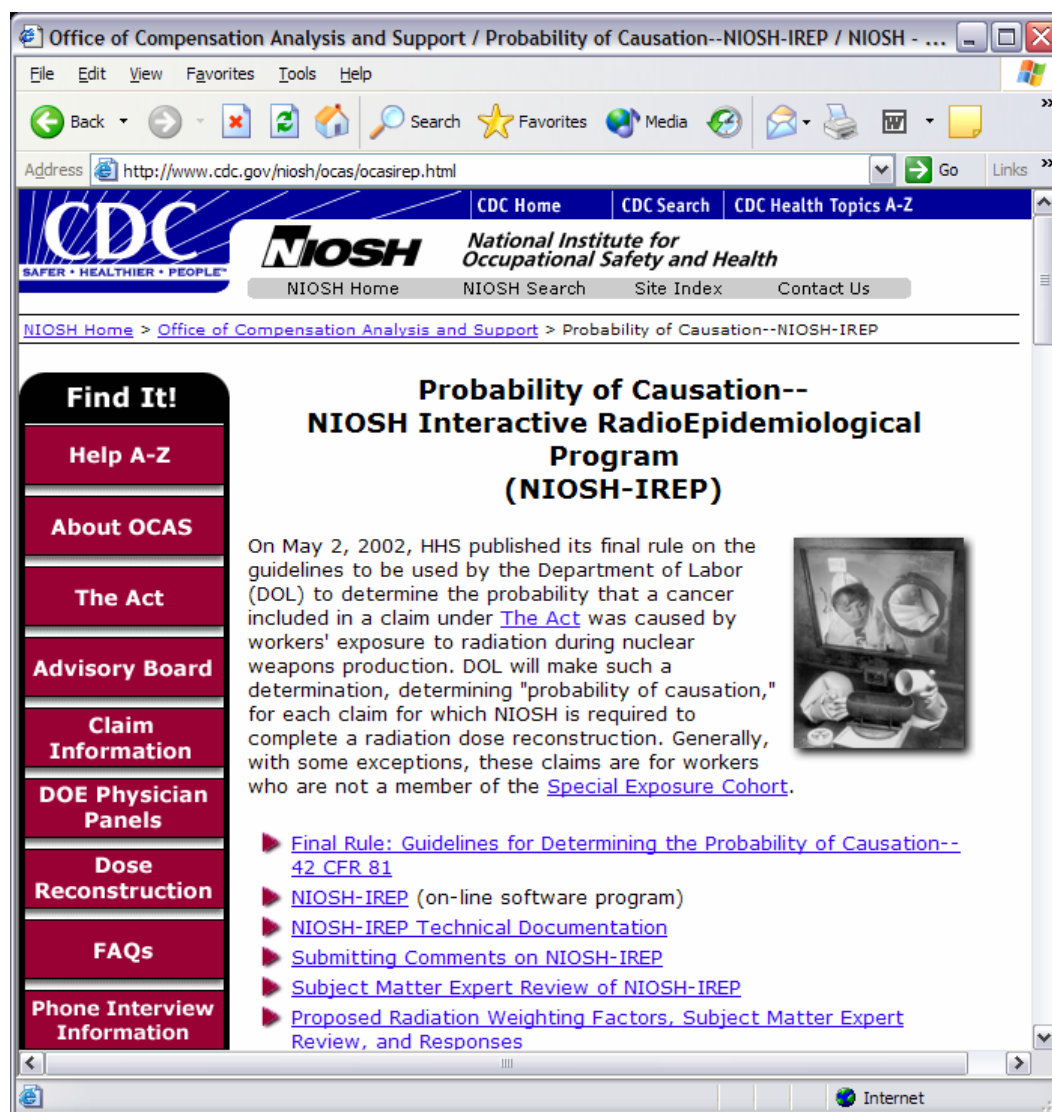 Office of Compensation Analysis and Support / Probability of Causation--NIOSH-IREP / NIOSH - ...
File Edit View Favorites Tools Help
Back Search Favorites Media
Address http://www.cdc.gov/niosh/ocas/ocasirep.html Go Links
CDC Home CDC Search CDC Health Topics A-Z
CDC
SAFER • HEALTHIER • PEOPLE™
NIOSH National Institute for
Occupational Safety and Health
NIOSH Home NIOSH Search Site Index Contact Us
NIOSH Home > Office of Compensation Analysis and Support > Probability of Causation--NIOSH-IREP
Find It!
Help A-Z
About OCAS
The Act
Advisory Board
Claim
Information
DOE Physician
Panels
Dose
Reconstruction
FAQs
Phone Interview
Information
Probability of Causation--
NIOSH Interactive RadioEpidemiological
Program
(NIOSH-IREP)
On May 2, 2002, HHS published its final rule on the
guidelines to be used by the Department of Labor
(DOL) to determine the probability that a cancer
included in a claim under The Act was caused by
workers' exposure to radiation during nuclear
weapons production. DOL will make such a
determination, determining "probability of causation,"
for each claim for which NIOSH is required to
complete a radiation dose reconstruction. Generally,
with some exceptions, these claims are for workers
who are not a member of the Special Exposure Cohort.
Final Rule: Guidelines for Determining the Probability of Causation--
42 CFR 81
NIOSH-IREP (on-line software program)
NIOSH-IREP Technical Documentation
Submitting Comments on NIOSH-IREP
Subject Matter Expert Review of NIOSH-IREP
Proposed Radiation Weighting Factors, Subject Matter Expert
Review, and Responses
Internet